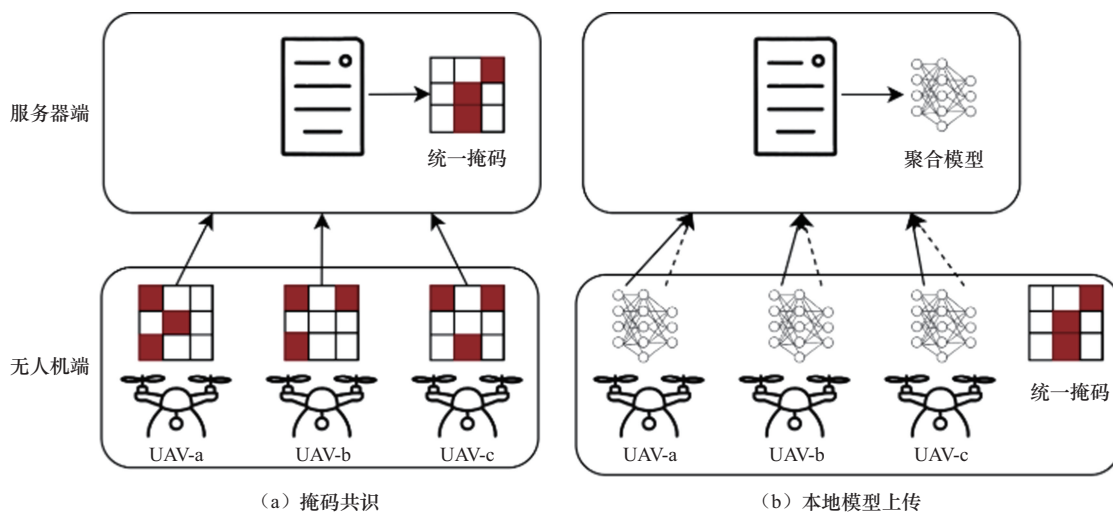 服务器端
统一掩码
聚合模型
无人机端
统一掩码
UAV-a
UAV-b
UAV-c
UAV-a
UAV-b
UAV-c
（a）掩码共识
（b）本地模型上传